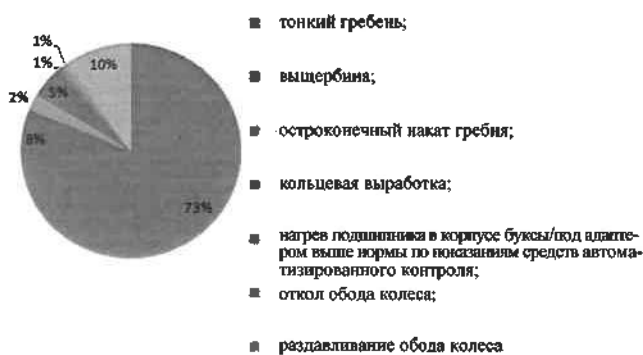 тонкий гребень;
1%
1%
10%
выщербина;
5%
2%
остроконечный накат гребня;
8%
кольцевая выработка;
73%
нагрев подшипника в корпусе буксы/под адапте-
ром выше нормы по показаниям средств автома-
тизированного контроля;
откол обода колеса;
раздавливание обода колеса